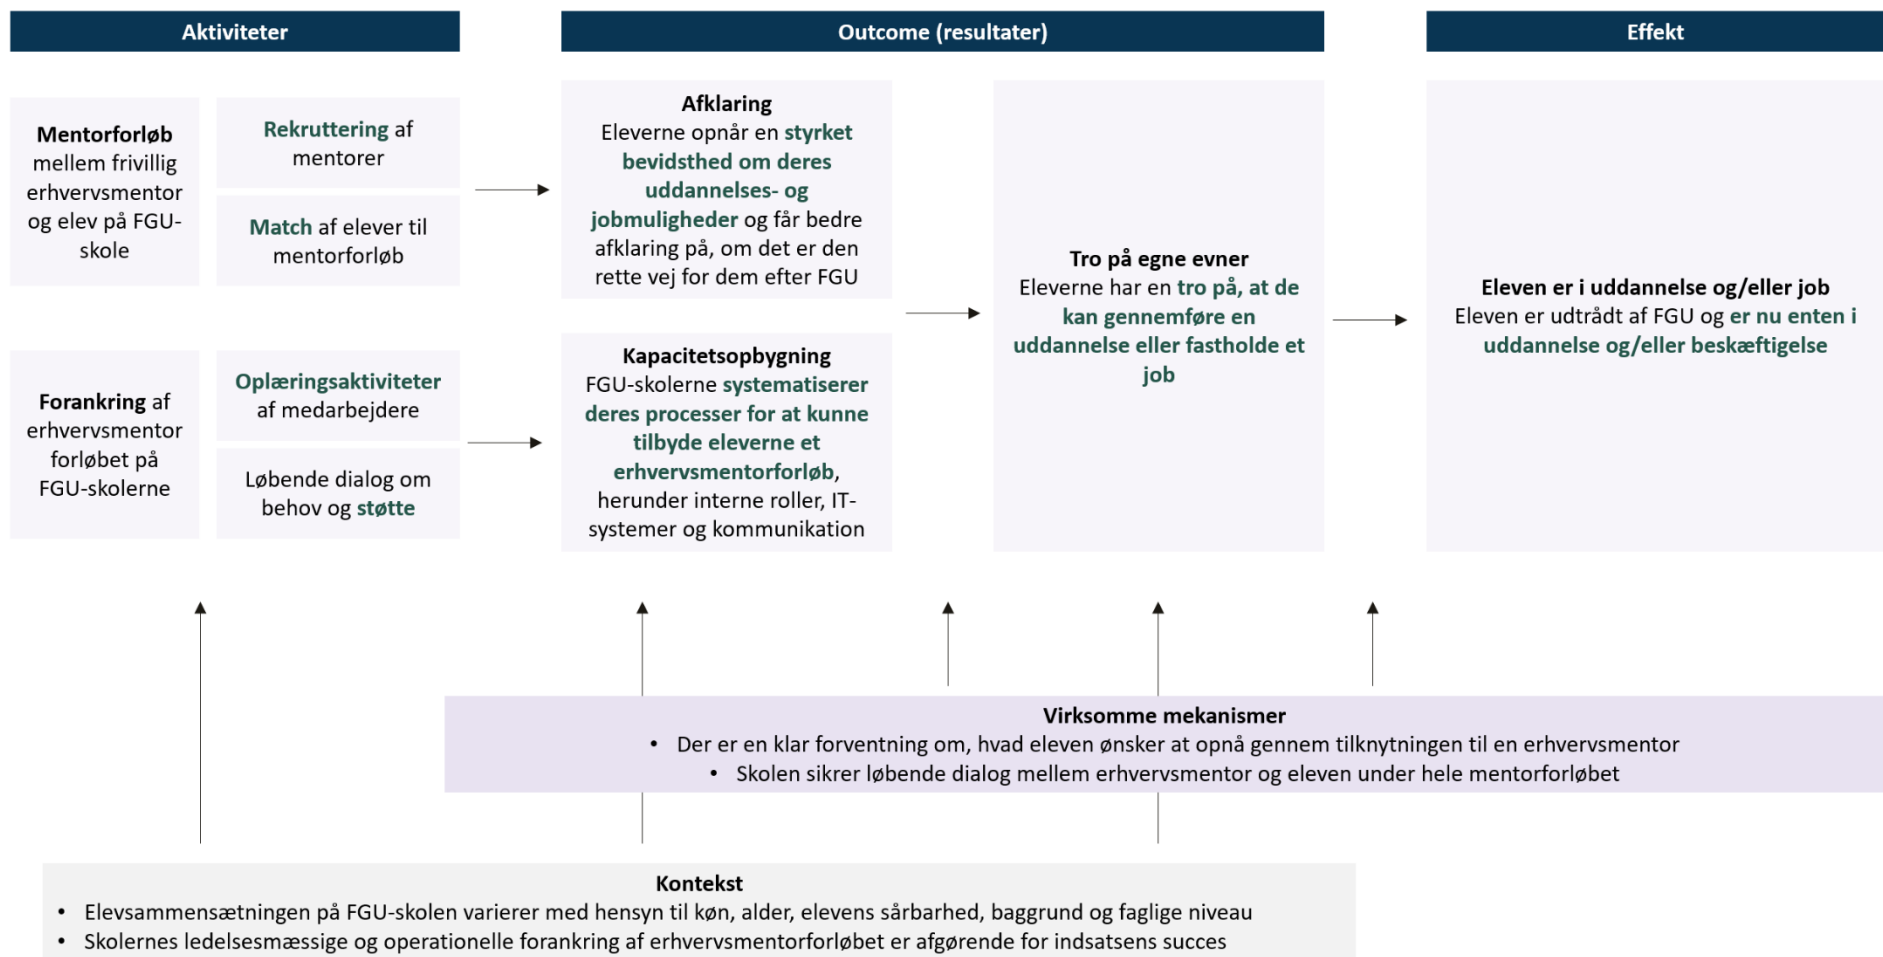 Aktiviteter
Outcome (resultater)
Effekt
Mentorforløb
mellem frivillig
erhvervsmentor
og elev på FGU-
skole
Rekruttering af
mentorer
Match af elever til
mentorforløb
Forankring af
erhvervsmentor
forløbet på
FGU-skolerne
Oplæringsaktiviteter
af medarbejdere
Løbende dialog om
behov og støtte
Afklaring
Eleverne opnår en styrket
bevidsthed om deres
uddannelses- og
jobmuligheder og får bedre
afklaring på, om det er den
rette vej for dem efter FGU
Kapacitetsopbygning
FGU-skolerne systematiserer
deres processer for at kunne
tilbyde eleverne et
erhvervsmentorforløb,
herunder interne roller, IT-
systemer og kommunikation
Tro på egne evner
Eleverne har en tro på, at de
kan gennemføre en
uddannelse eller fastholde et
job
Eleven er i uddannelse og/eller job
Eleven er udtrådt af FGU og er nu enten i
uddannelse og/eller beskæftigelse
Virksomme mekanismer
• Der er en klar forventning om, hvad eleven ønsker at opnå gennem tilknytningen til en erhvervsmentor
• Skolen sikrer løbende dialog mellem erhvervsmentor og eleven under hele mentorforløbet
Kontekst
• Elevsammensætningen på FGU-skolen varierer med hensyn til køn, alder, elevens sårbarhed, baggrund og faglige niveau
• Skolernes ledelsesmæssige og operationelle forankring af erhvervsmentorforløbet er afgørende for indsatsens succes